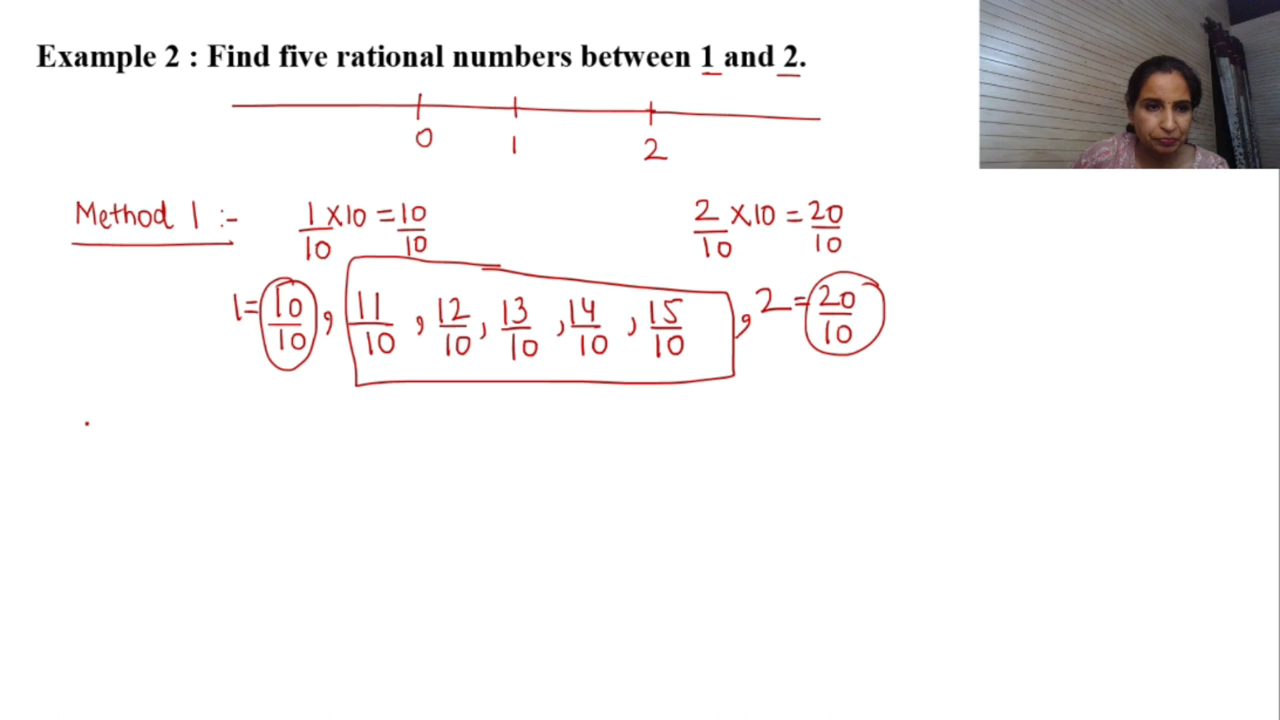 Example 2 : Find five rational numbers between 1 and 2.
0 1 2
Method 1 :- 1/10 ×10 = 10/10 2/10 ×10 = 20/10
1 = 10/10 , 11/10 , 12/10 , 13/10 , 14/10 , 15/10 , 2 = 20/10